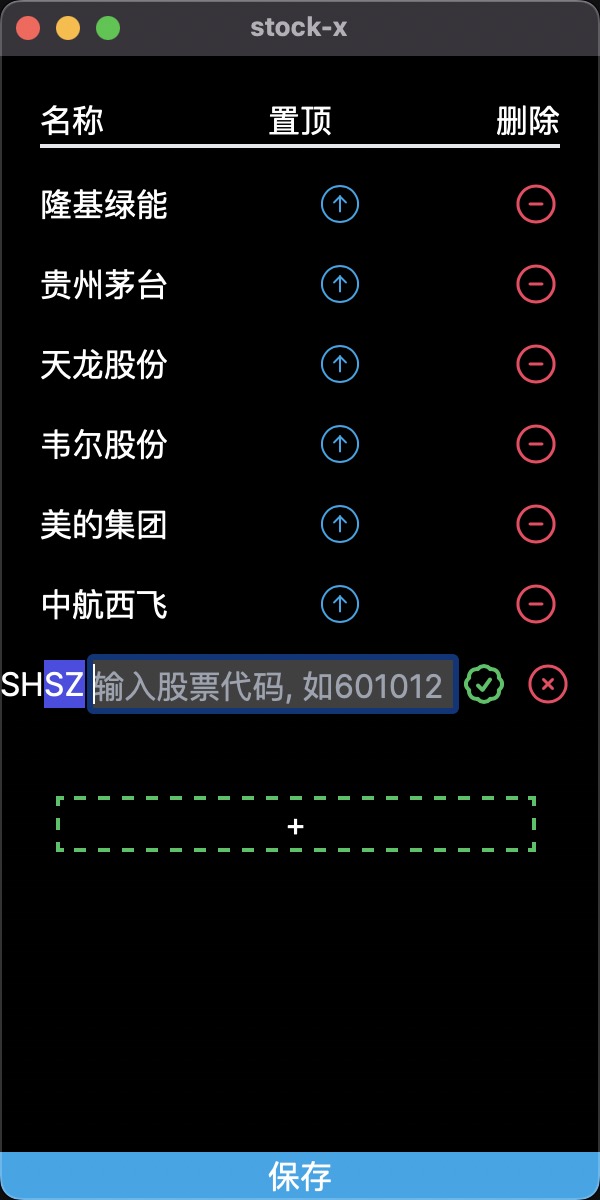 stock-x
名称 置顶 删除
隆基绿能
贵州茅台
天龙股份
韦尔股份
美的集团
中航西飞
SHSZ 输入股票代码, 如601012
+
保存